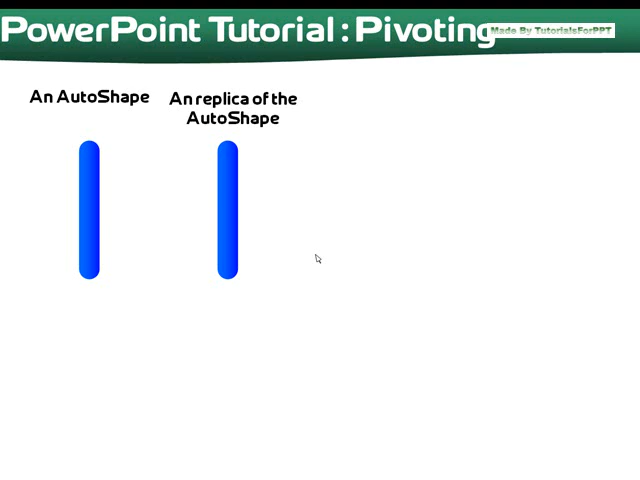 PowerPoint Tutorial : Pivoting
Made By TutorialsForPPT
An AutoShape
An replica of the
AutoShape